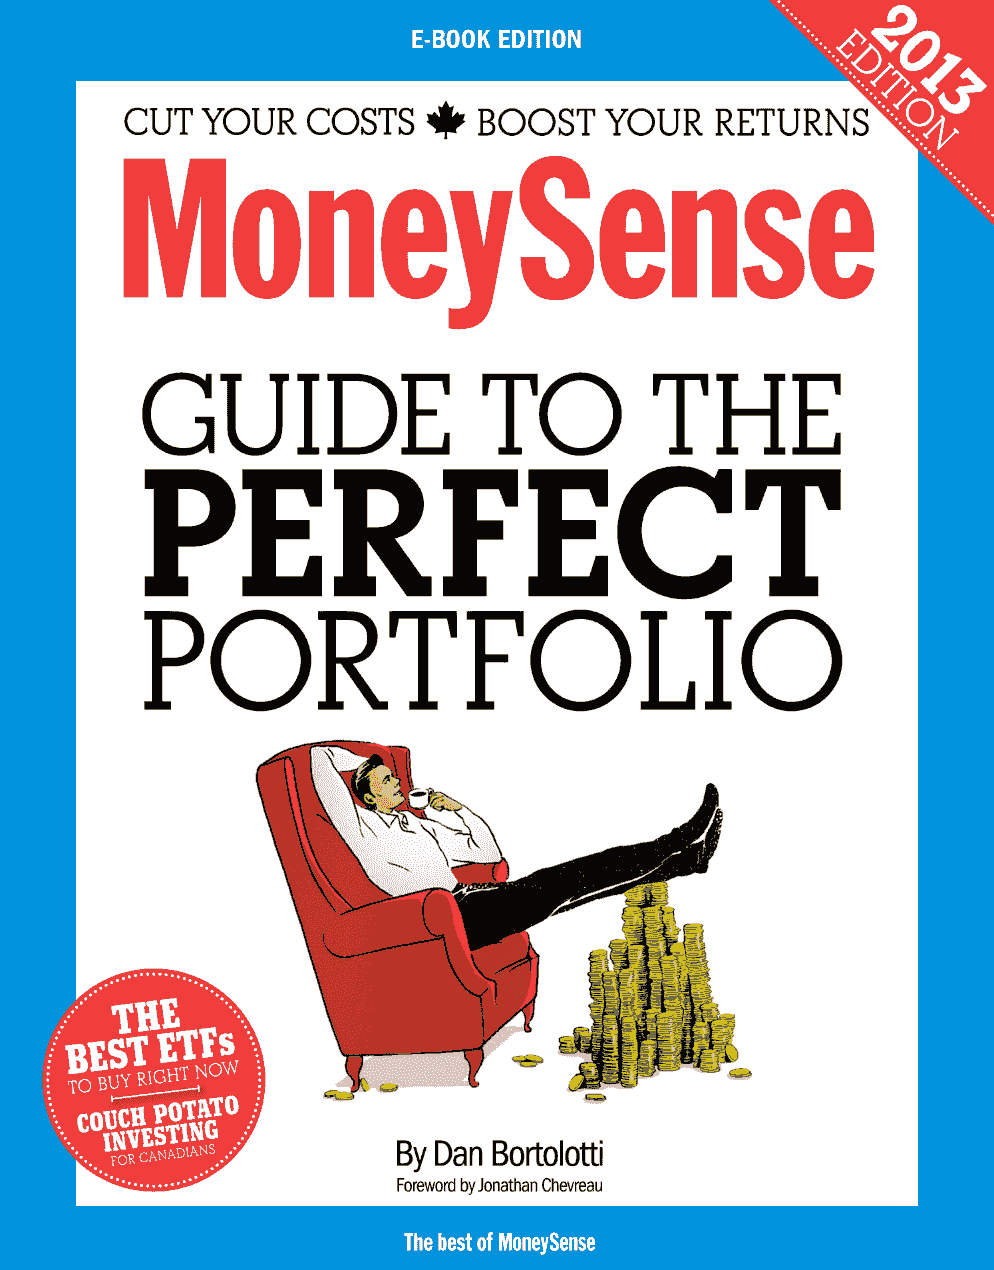 E-BOOK EDITION
2013
EDITION
CUT YOUR COSTS BOOST YOUR RETURNS
MoneySense
GUIDE TO THE
PERFECT
PORTFOLIO
THE
BEST ETFs
TO BUY RIGHT NOW
COUCH POTATO
INVESTING
FOR CANADIANS
By Dan Bortolotti
Foreword by Jonathan Chevreau
The best of MoneySense